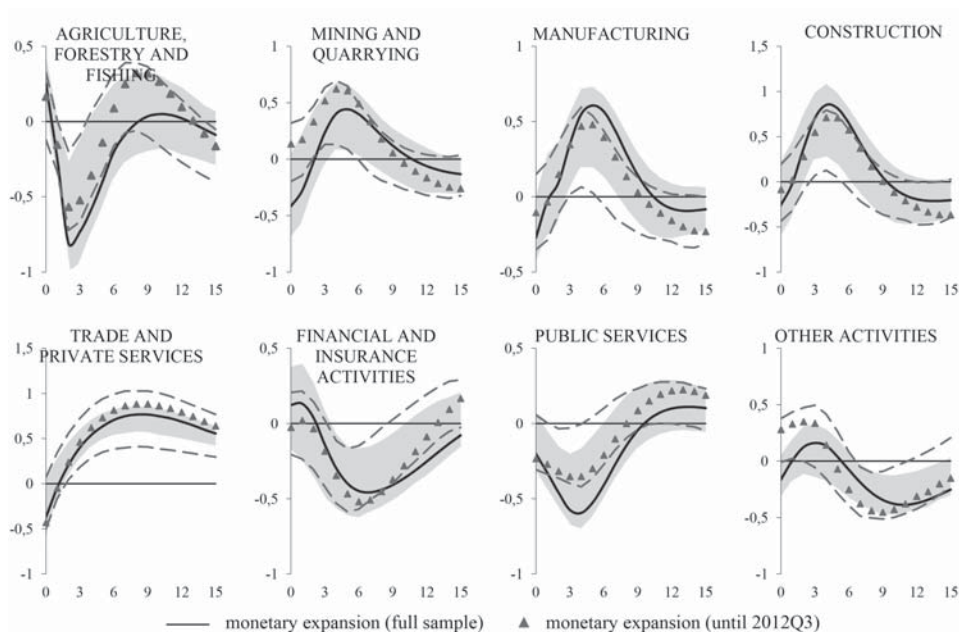 AGRICULTURE,
FORESTRY AND
FISHING
0,5
0
-0,5
-1
0 3 6 9 12 15
MINING AND
QUARRYING
1
0,5
0
-0,5
-1
0 3 6 9 12 15
MANUFACTURING
1
0,5
0
-0,5
0 3 6 9 12 15
CONSTRUCTION
1,5
1
0,5
0
-0,5
-1
0 3 6 9 12 15
TRADE AND
PRIVATE SERVICES
1,5
1
0,5
0
-0,5
-1
0 3 6 9 12 15
FINANCIAL AND
INSURANCE
ACTIVITIES
0,5
0
-0,5
-1
0 3 6 9 12 15
PUBLIC SERVICES
0,5
0
-0,5
-1
0 3 6 9 12 15
OTHER ACTIVITIES
1
0,5
0
-0,5
-1
0 3 6 9 12 15
monetary expansion (full sample)
monetary expansion (until 2012Q3)